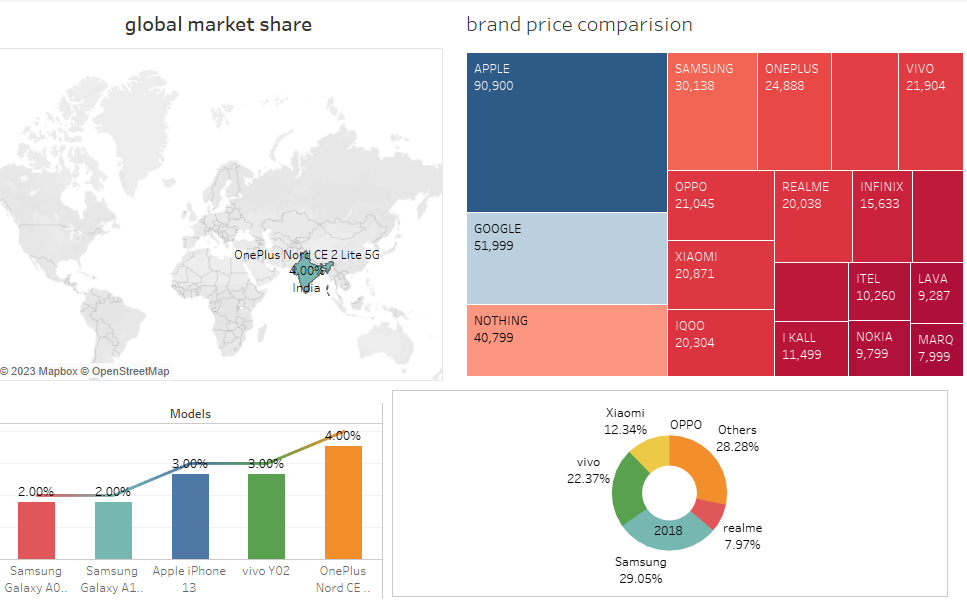 global market share
brand price comparision
OnePlus Nord CE 2 Lite 5G
4.00%
India
© 2023 Mapbox © OpenStreetMap
APPLE
90,900
GOOGLE
51,999
NOTHING
40,799
SAMSUNG
30,138
ONEPLUS
24,888
VIVO
21,904
OPPO
21,045
REALME
20,038
INFINIX
15,633
XIAOMI
20,871
IQOO
20,304
I KALL
11,499
ITEL
10,260
LAVA
9,287
NOKIA
9,799
MARQ
7,999
Models
2.00%
2.00%
3.00%
3.00%
4.00%
Samsung
Galaxy A0..
Samsung
Galaxy A1..
Apple iPhone
13
vivo Y02
OnePlus
Nord CE ..
Xiaomi
12.34%
OPPO
Others
28.28%
vivo
22.37%
2018
realme
7.97%
Samsung
29.05%